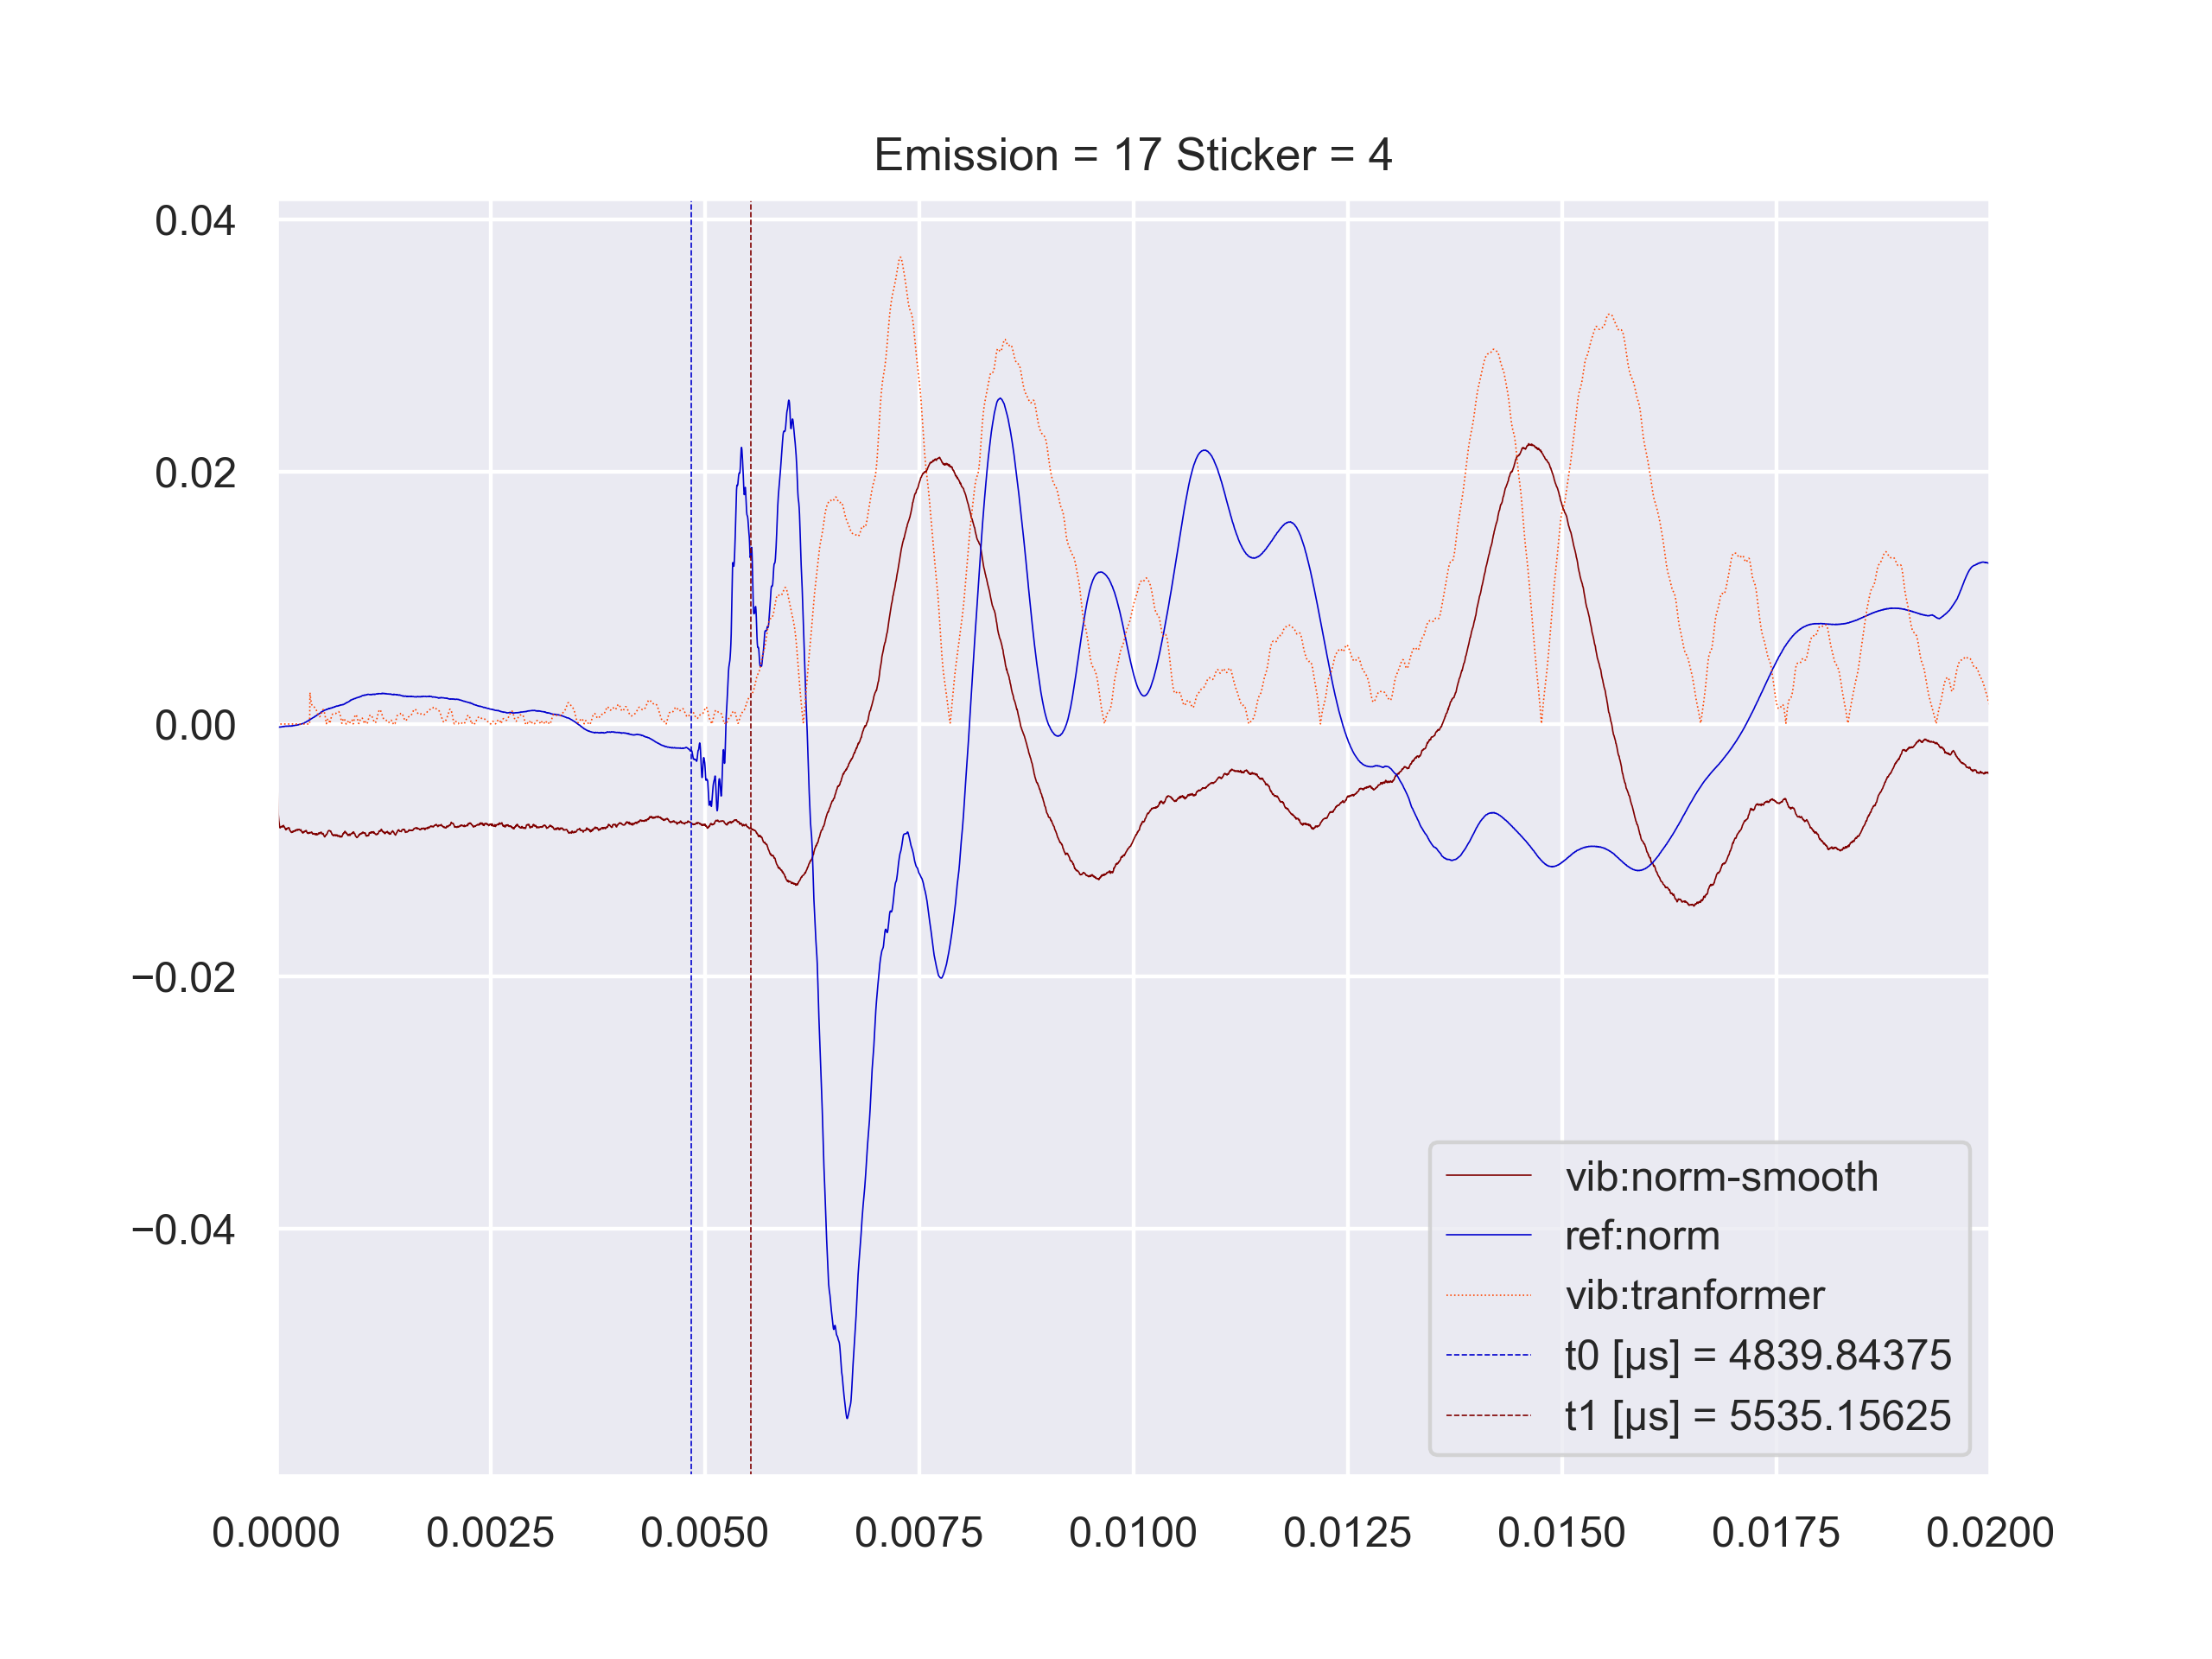 Emission = 17 Sticker = 4
0.04
0.02
0.00
−0.02
−0.04
vib:norm-smooth
ref:norm
vib:tranformer
t0 [µs] = 4839.84375
t1 [µs] = 5535.15625
0.0000 0.0025 0.0050 0.0075 0.0100 0.0125 0.0150 0.0175 0.0200